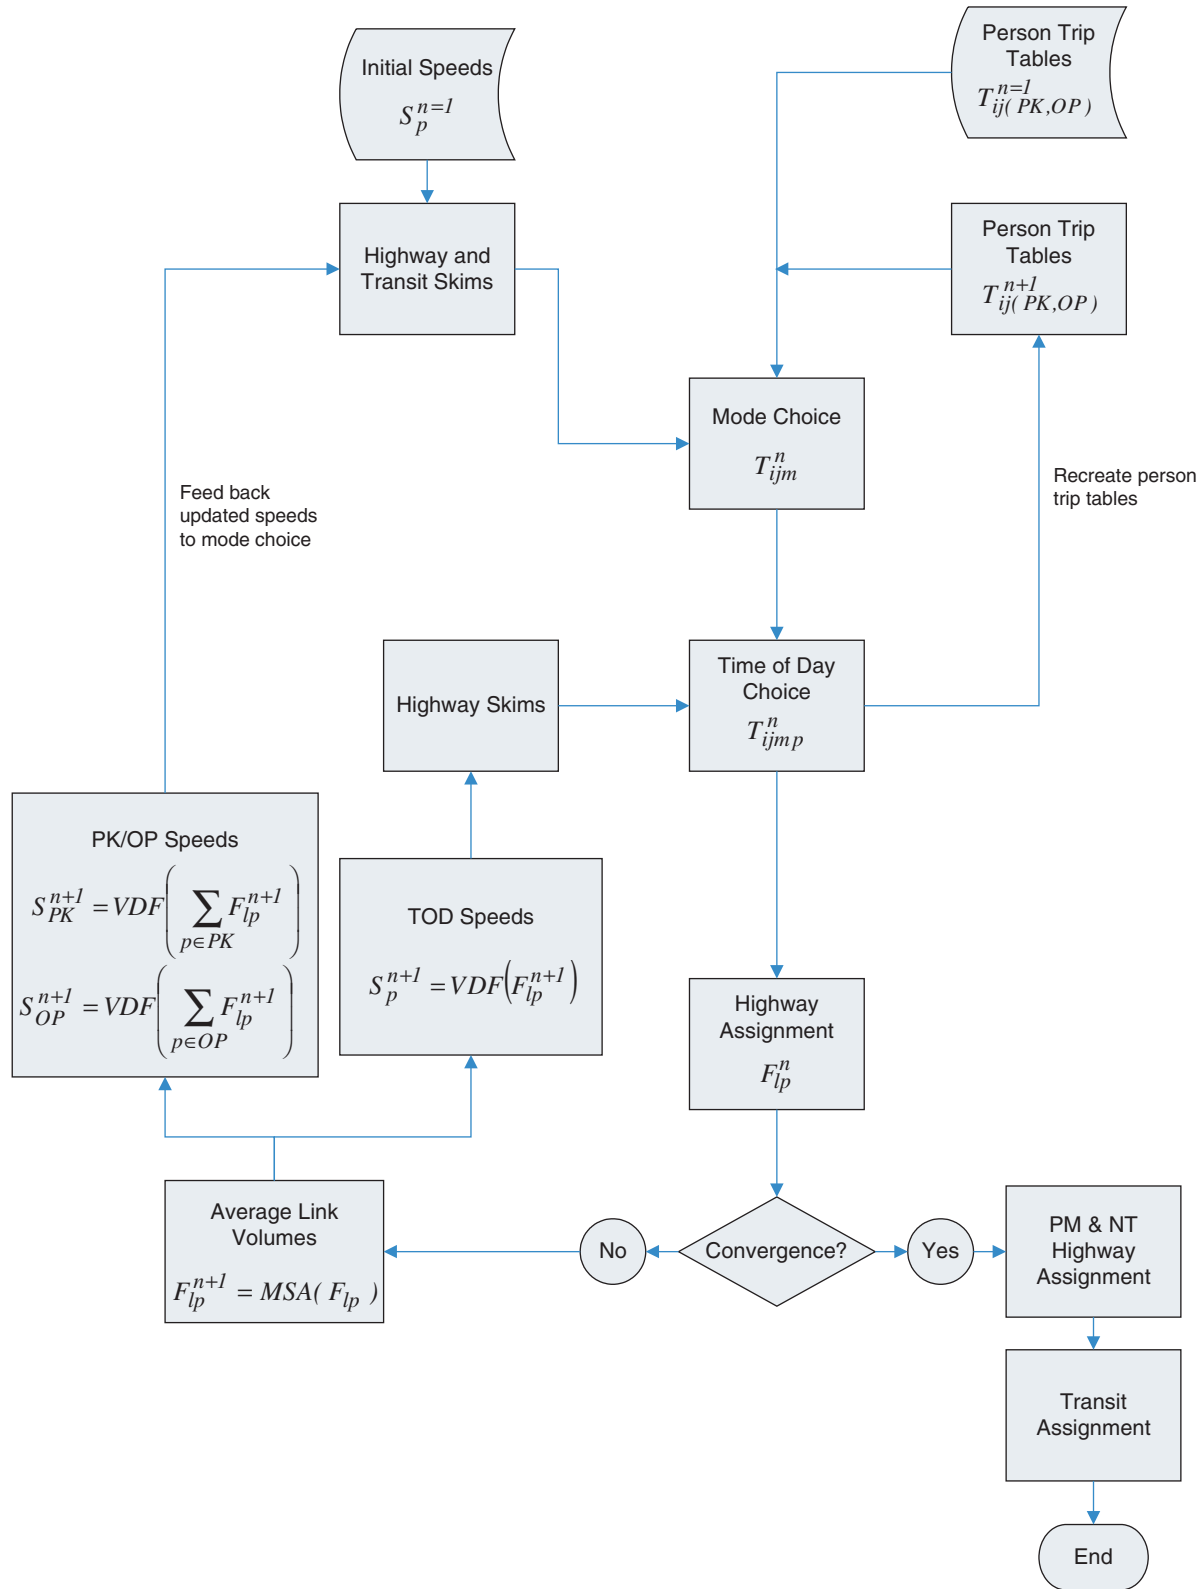 Initial Speeds
S_p^{n=1}
Person Trip
Tables
T_{ij(PK,OP)}^{n=1}
Highway and
Transit Skims
Person Trip
Tables
T_{ij(PK,OP)}^{n+1}
Mode Choice
T_{ijm}^n
Feed back
updated speeds
to mode choice
Recreate person
trip tables
Highway Skims
Time of Day
Choice
T_{ijmp}^n
PK/OP Speeds
S_{PK}^{n+1} = VDF(∑_{p∈PK} F_{lp}^{n+1})
S_{OP}^{n+1} = VDF(∑_{p∈OP} F_{lp}^{n+1})
TOD Speeds
S_p^{n+1} = VDF(F_{lp}^{n+1})
Highway
Assignment
F_{lp}^n
Average Link
Volumes
F_{lp}^{n+1} = MSA( F_{lp} )
No
Convergence?
Yes
PM & NT
Highway
Assignment
Transit
Assignment
End